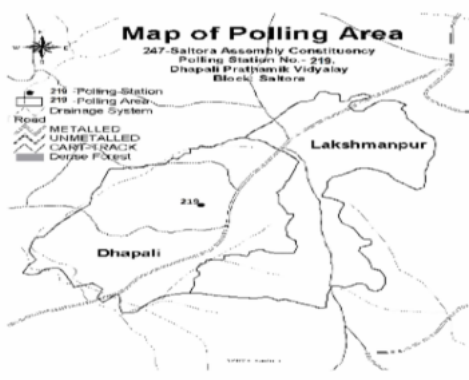 Map of Polling Area
247-Saltora Assembly Constituency
Polling Station No.- 219.
Dhapali Prathamik Vidyalay
Block: Saltora
219 -Polling-Station
219 -Polling Area
Drainage System
Road
METALLED
UNMETALLED
CART-TRACK
Dense Forest
Lakshmanpur
219
Dhapali